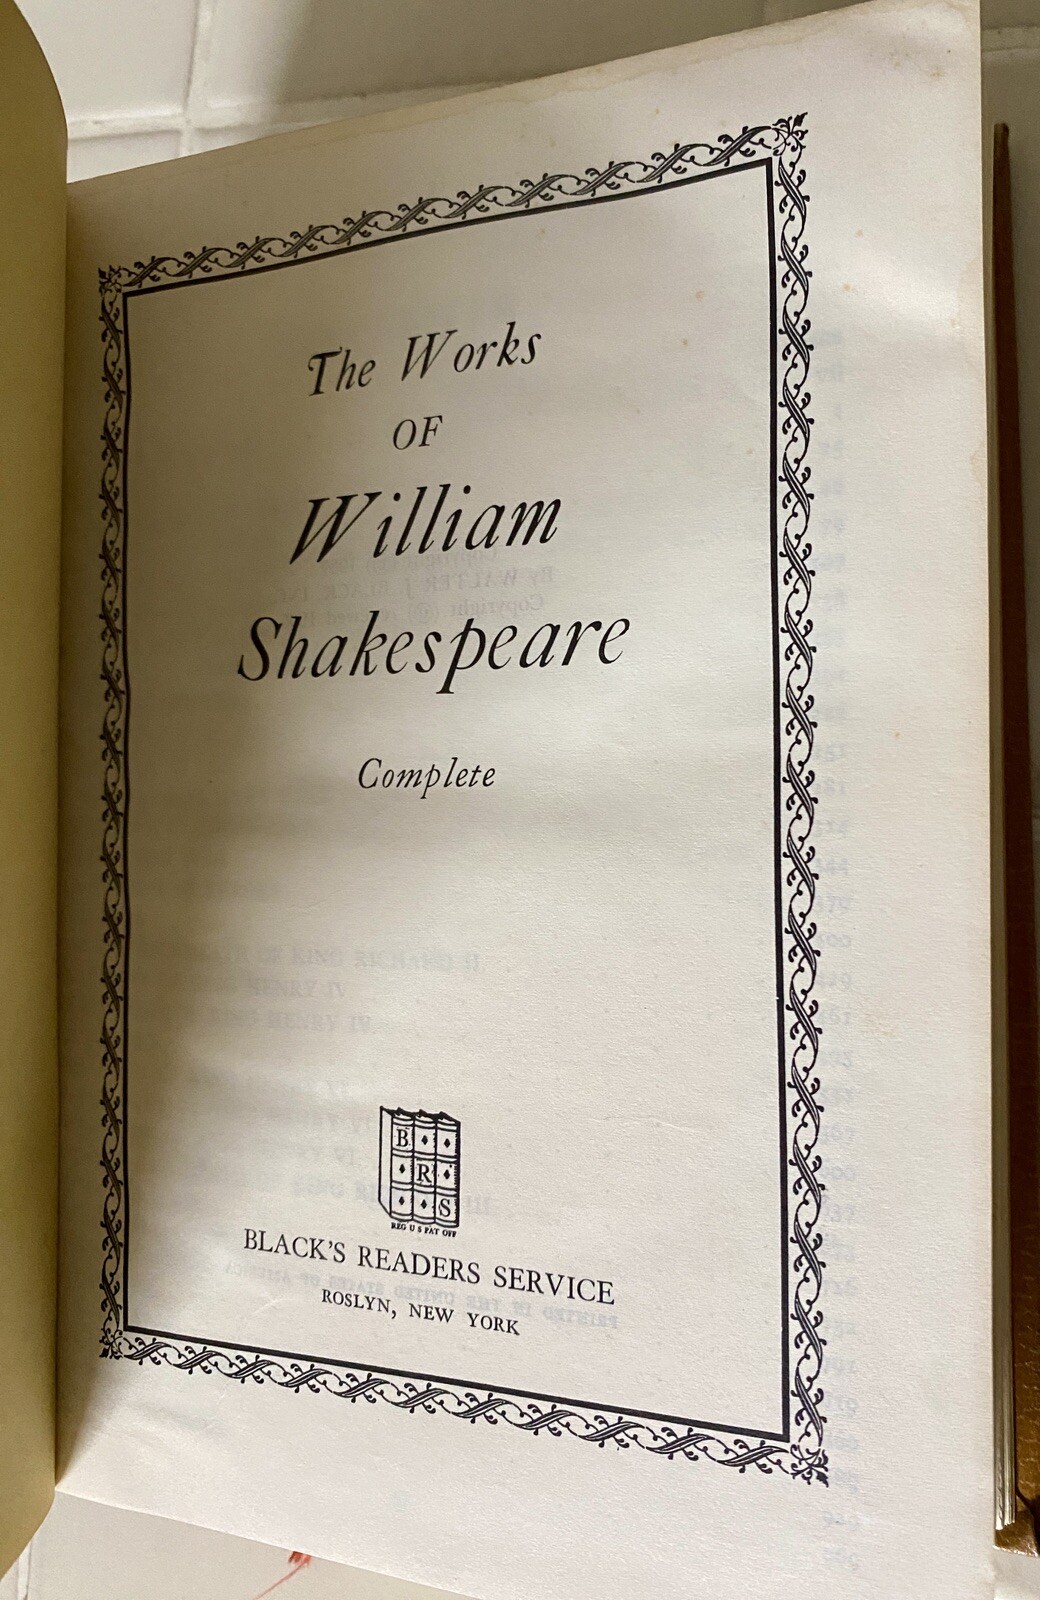 The Works
OF
William
Shakespeare
Complete
B
R
S
REG U S PAT OFF
BLACK'S READERS SERVICE
ROSLYN, NEW YORK